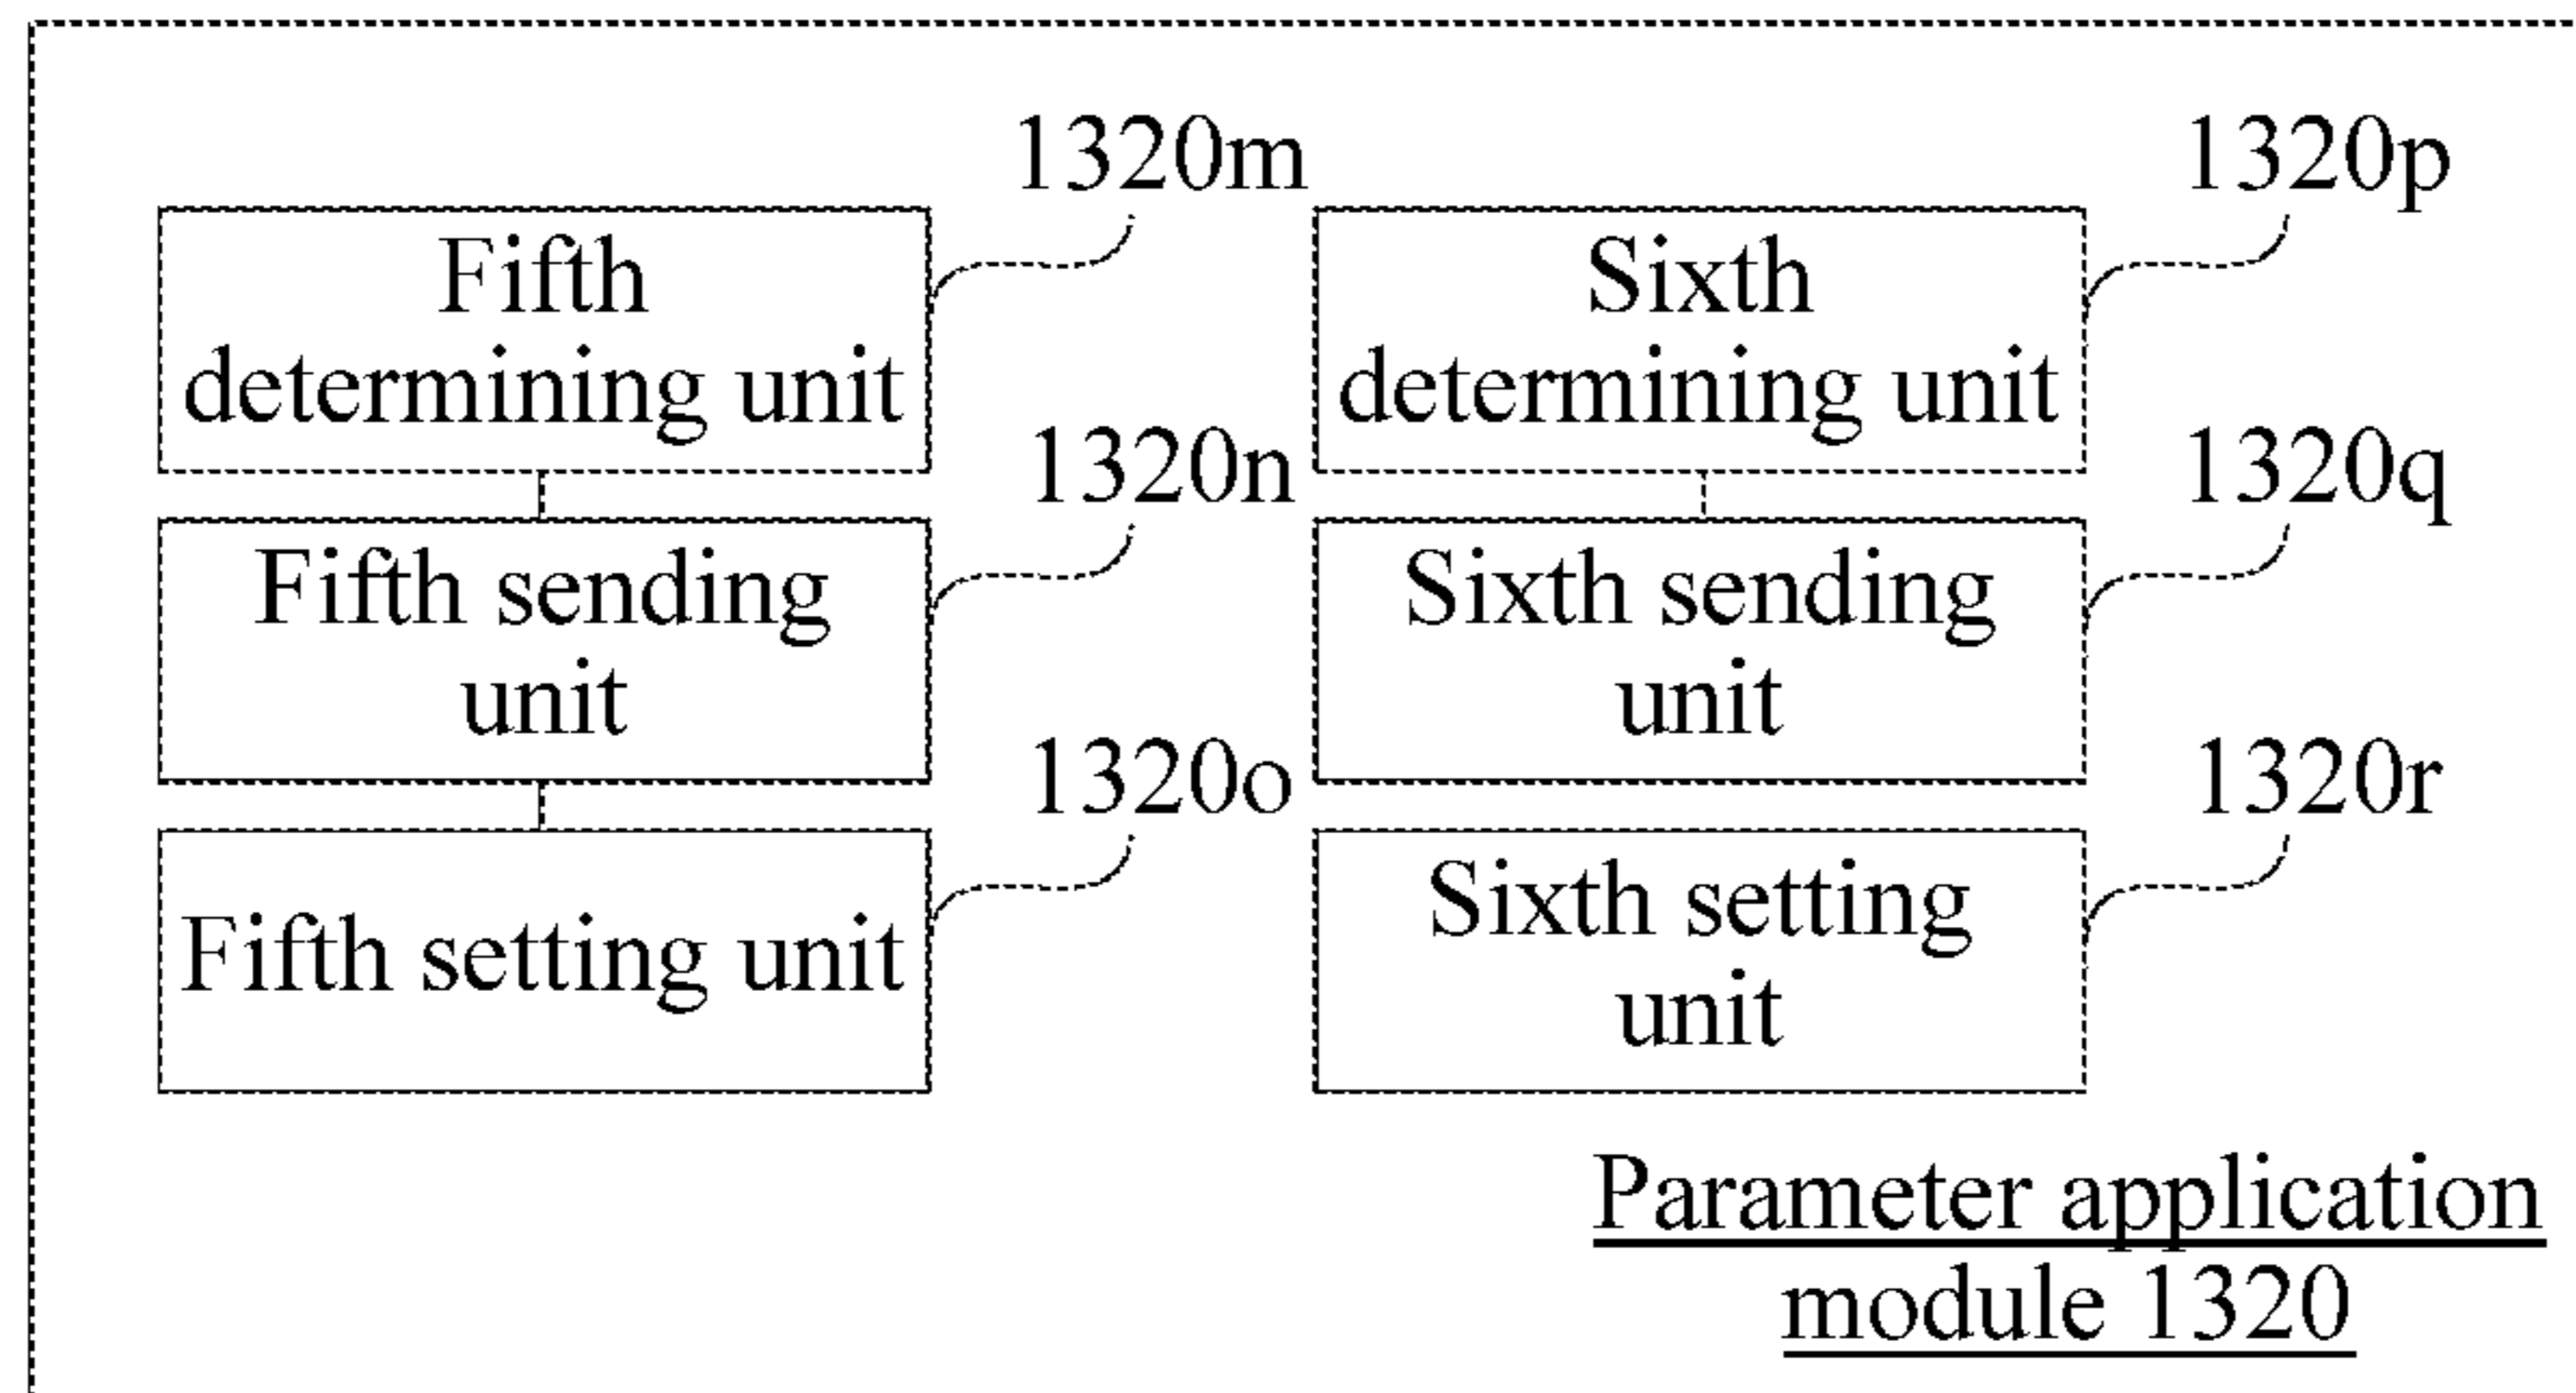 1320m
Fifth
determining unit
1320n
Fifth sending
unit
1320o
Fifth setting unit
1320p
Sixth
determining unit
1320q
Sixth sending
unit
1320r
Sixth setting
unit
Parameter application
module 1320